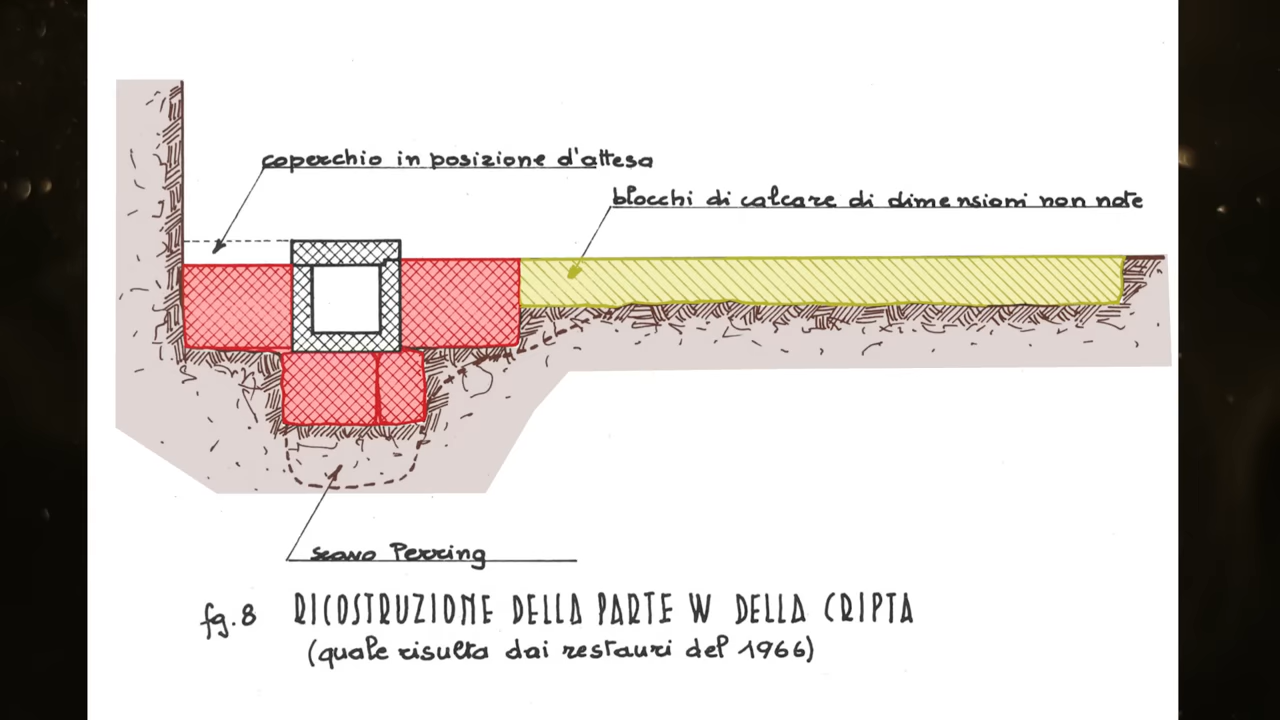 coperchio in posizione d'attesa
blocchi di calcare di dimensioni non note
scavo Perring
fg.8 RICOSTRUZIONE DELLA PARTE W DELLA CRIPTA
(quale risulta dai restauri del 1966)